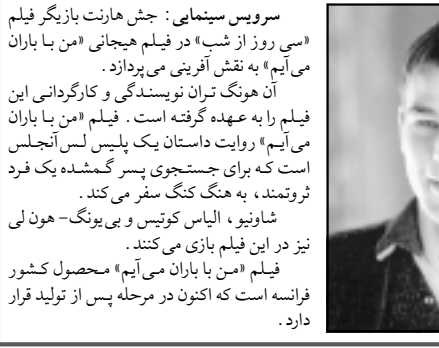 سرویس سینمایی: جش هارنت بازیگر فیلم
«سی روز از شب» در فیلم هیجانی «من با باران
می آیم» به نقش آفرینی می پردازد.
آن هونگ تران نویسندگی و کارگردانی این
فیلم را به عهده گرفته است. فیلم «من با باران
می آیم» روایت داستان یک پلیس لس آنجلس
است که برای جستجوی پسر گمشده یک فرد
ثروتمند، به هنگ کنگ سفر می کند.
شاونیو، الیاس کوتیس و بی یونگ- هون لی
نیز در این فیلم بازی می کنند.
فیلم «من با باران می آیم» محصول کشور
فرانسه است که اکنون در مرحله پس از تولید قرار
دارد.